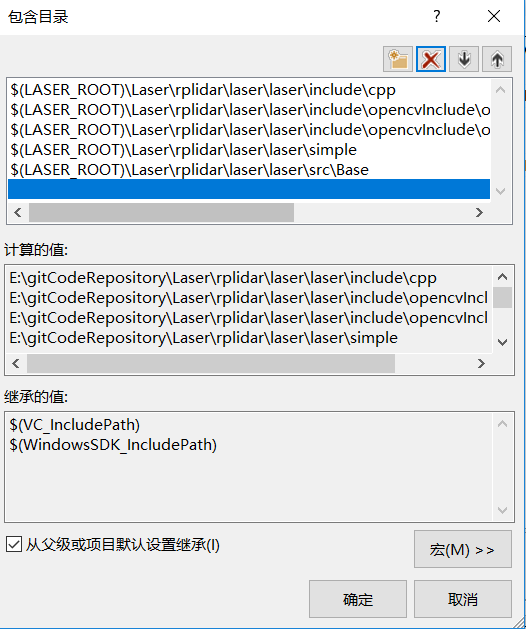 包含目录
?
$(LASER_ROOT)\Laser\rplidar\laser\laser\include\cpp
$(LASER_ROOT)\Laser\rplidar\laser\laser\include\opencvInclude\o
$(LASER_ROOT)\Laser\rplidar\laser\laser\include\opencvInclude\o
$(LASER_ROOT)\Laser\rplidar\laser\laser\simple
$(LASER_ROOT)\Laser\rplidar\laser\laser\src\Base
计算的值:
E:\gitCodeRepository\Laser\rplidar\laser\laser\include\cpp
E:\gitCodeRepository\Laser\rplidar\laser\laser\include\opencvIncl
E:\gitCodeRepository\Laser\rplidar\laser\laser\include\opencvIncl
E:\gitCodeRepository\Laser\rplidar\laser\laser\simple
继承的值:
$(VC_IncludePath)
$(WindowsSDK_IncludePath)
从父级或项目默认设置继承(I)
宏(M) >>
确定
取消